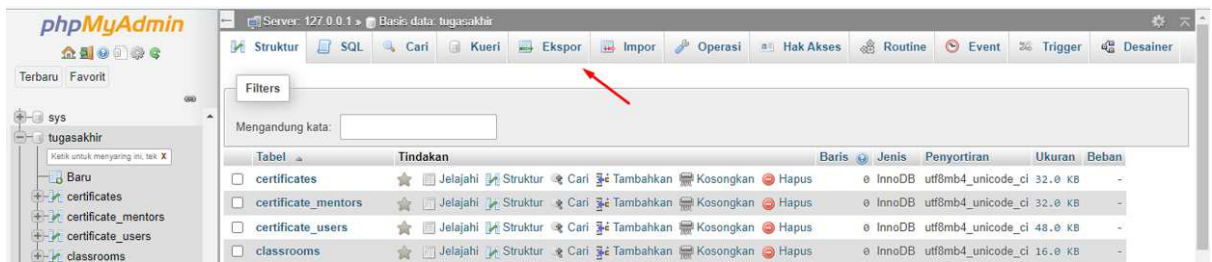 phpMyAdmin
Terbaru Favorit
sys
tugasakhir
Ketik untuk menyaring ini, tek X
Baru
certificates
certificate_mentors
certificate_users
classrooms
Server: 127.0.0.1 » Basis data: tugasakhir
Struktur SQL Cari Kueri Ekspor Impor Operasi Hak Akses Routine Event Trigger Desainer
Filters
Mengandung kata:
Tabel Tindakan Baris Jenis Penyortiran Ukuran Beban
certificates Jelajahi Struktur Cari Tambahkan Kosongkan Hapus 0 InnoDB utf8mb4_unicode_ci 32.0 KB -
certificate_mentors Jelajahi Struktur Cari Tambahkan Kosongkan Hapus 0 InnoDB utf8mb4_unicode_ci 32.0 KB -
certificate_users Jelajahi Struktur Cari Tambahkan Kosongkan Hapus 0 InnoDB utf8mb4_unicode_ci 48.0 KB -
classrooms Jelajahi Struktur Cari Tambahkan Kosongkan Hapus 0 InnoDB utf8mb4_unicode_ci 16.0 KB -